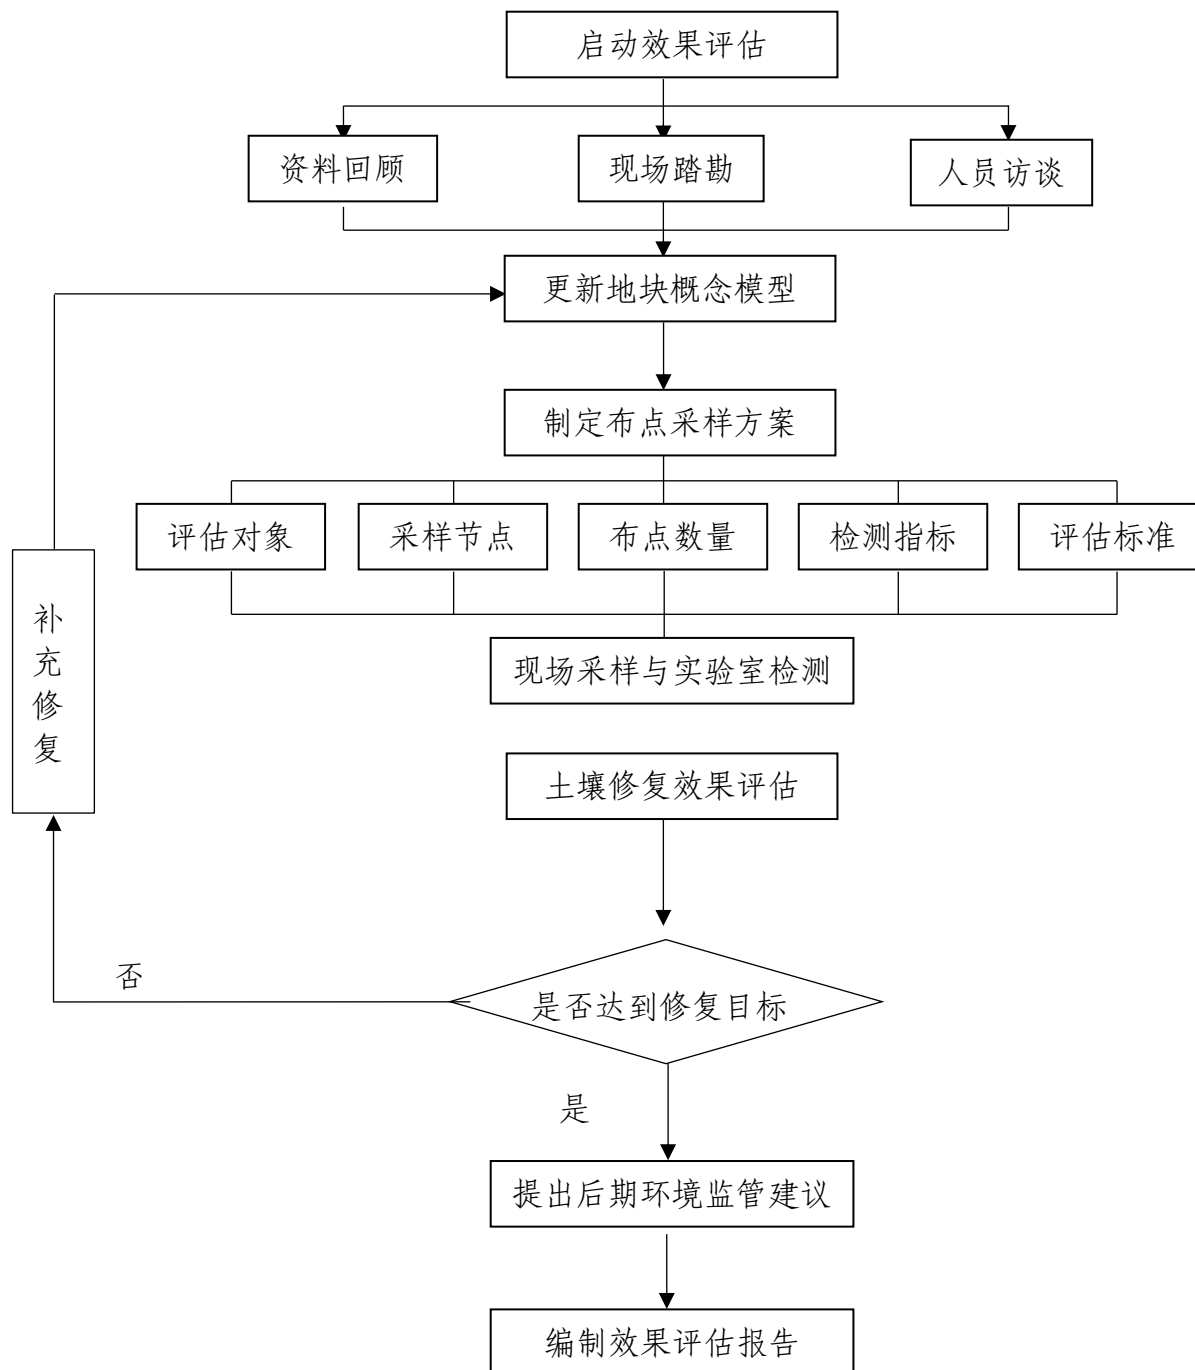 启动效果评估
资料回顾
现场踏勘
人员访谈
更新地块概念模型
制定布点采样方案
评估对象
采样节点
布点数量
检测指标
评估标准
补
充
修
复
现场采样与实验室检测
土壤修复效果评估
否
是否达到修复目标
是
提出后期环境监管建议
编制效果评估报告